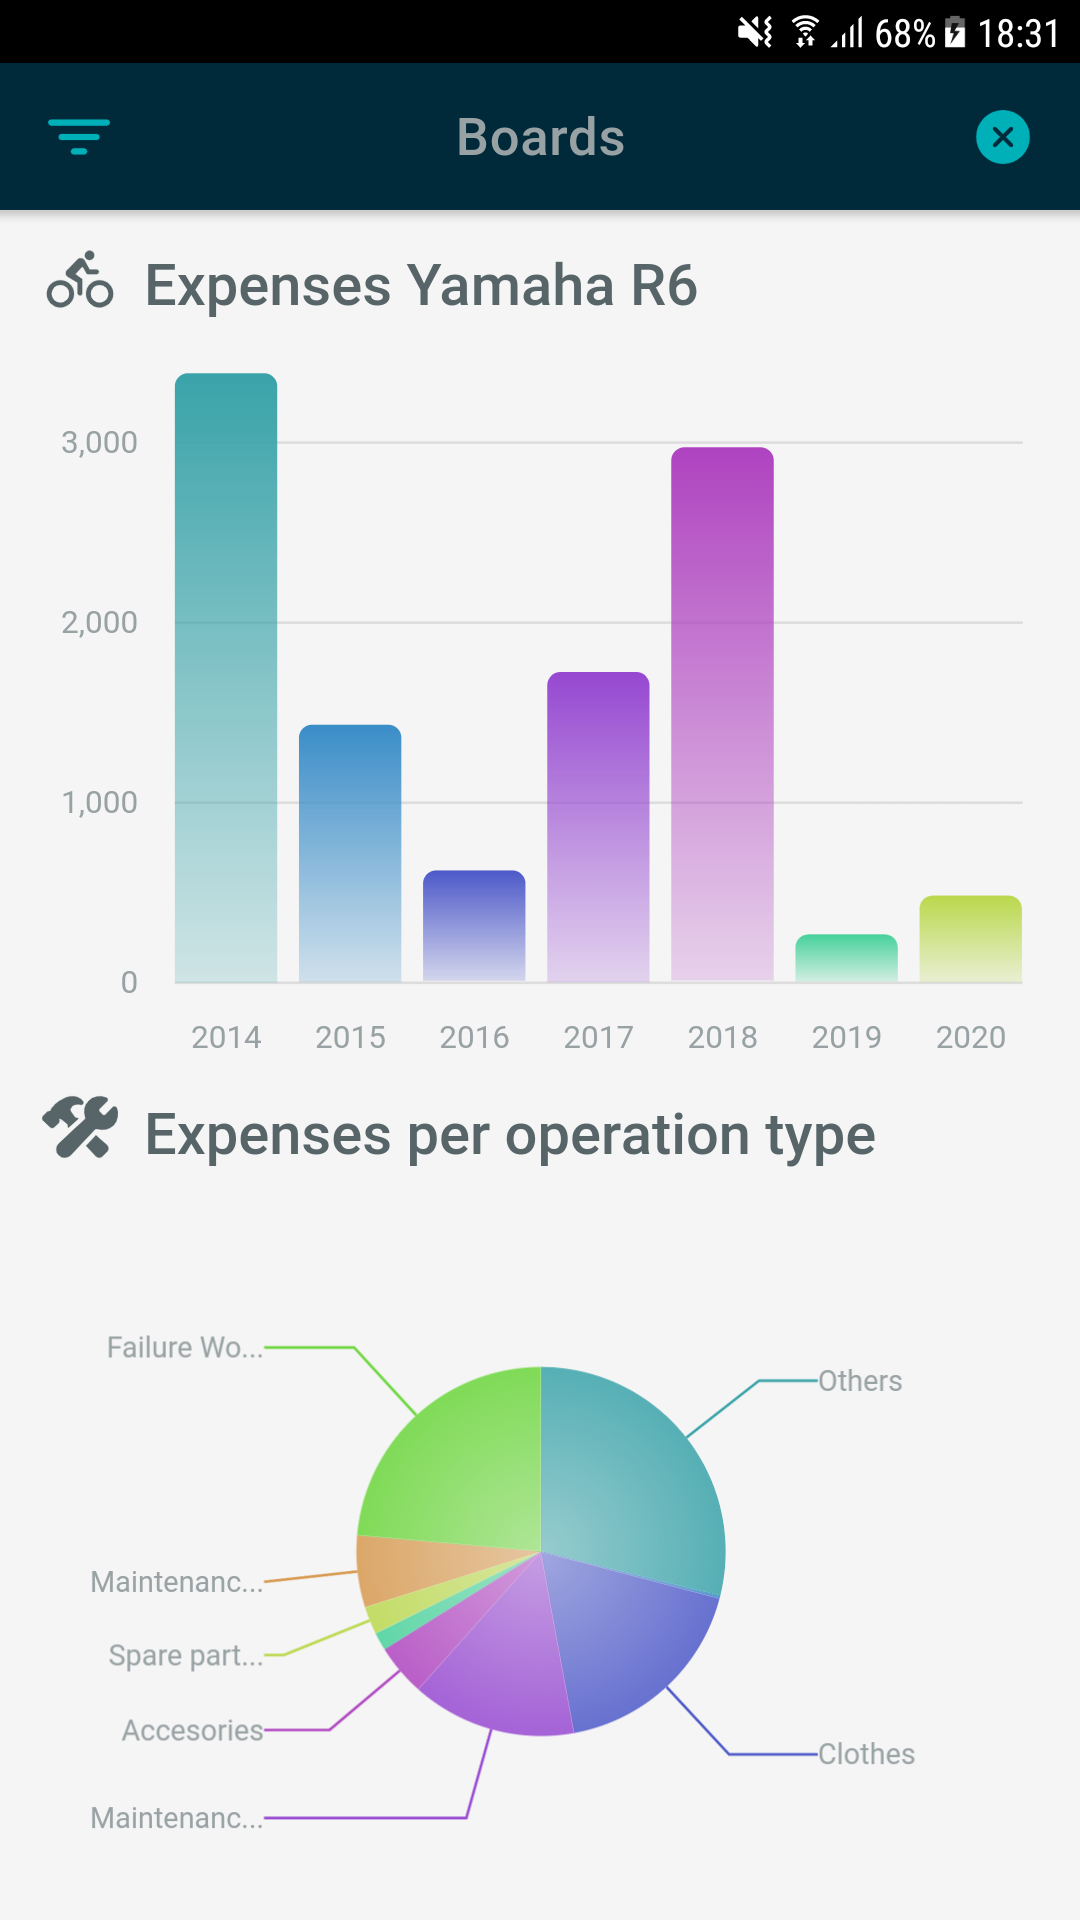 68% 18:31
Boards
Expenses Yamaha R6
3,000
2,000
1,000
0
2014 2015 2016 2017 2018 2019 2020
Expenses per operation type
Failure Wo...
Others
Maintenanc...
Spare part...
Accesories
Clothes
Maintenanc...